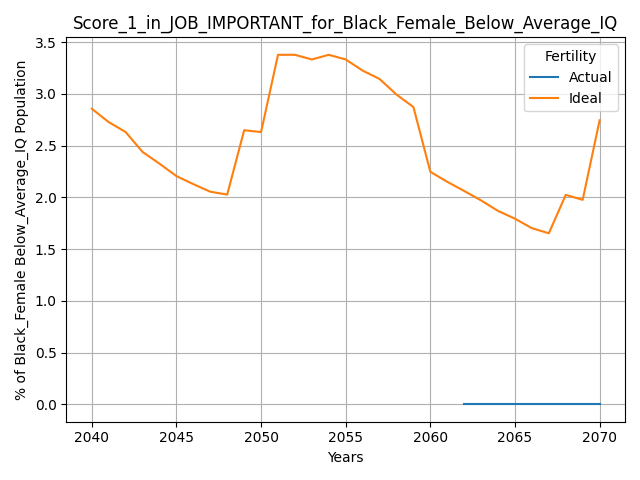 Score_1_in_JOB_IMPORTANT_for_Black_Female_Below_Average_IQ
% of Black_Female Below_Average_IQ Population
3.5
3.0
2.5
2.0
1.5
1.0
0.5
0.0
Fertility
Actual
Ideal
2040 2045 2050 2055 2060 2065 2070
Years